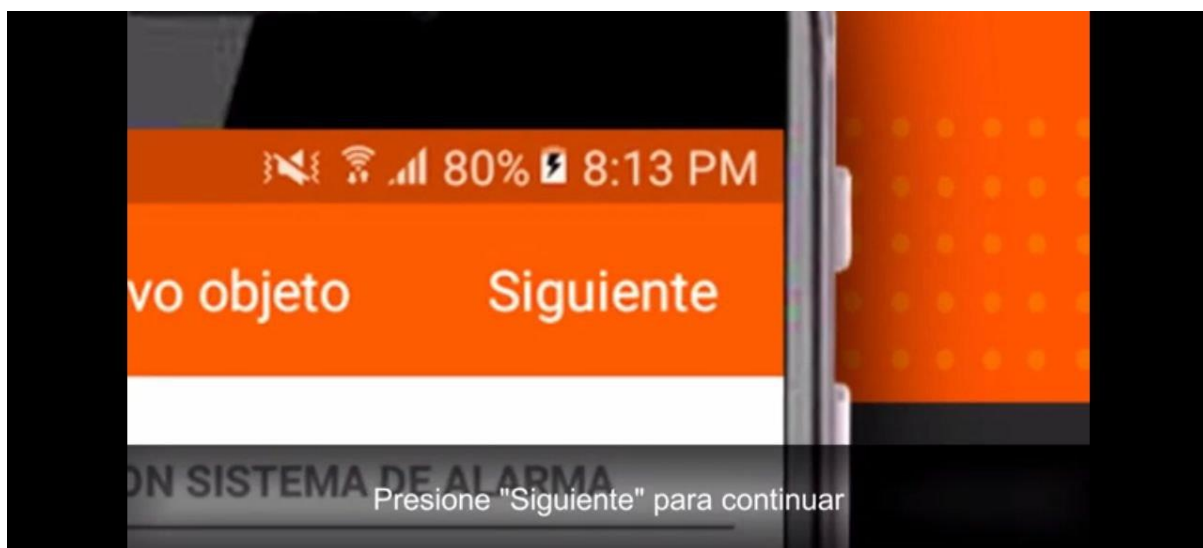 80% 8:13 PM
vo objeto Siguiente
ON SISTEMA DE ALARMA
Presione "Siguiente" para continuar